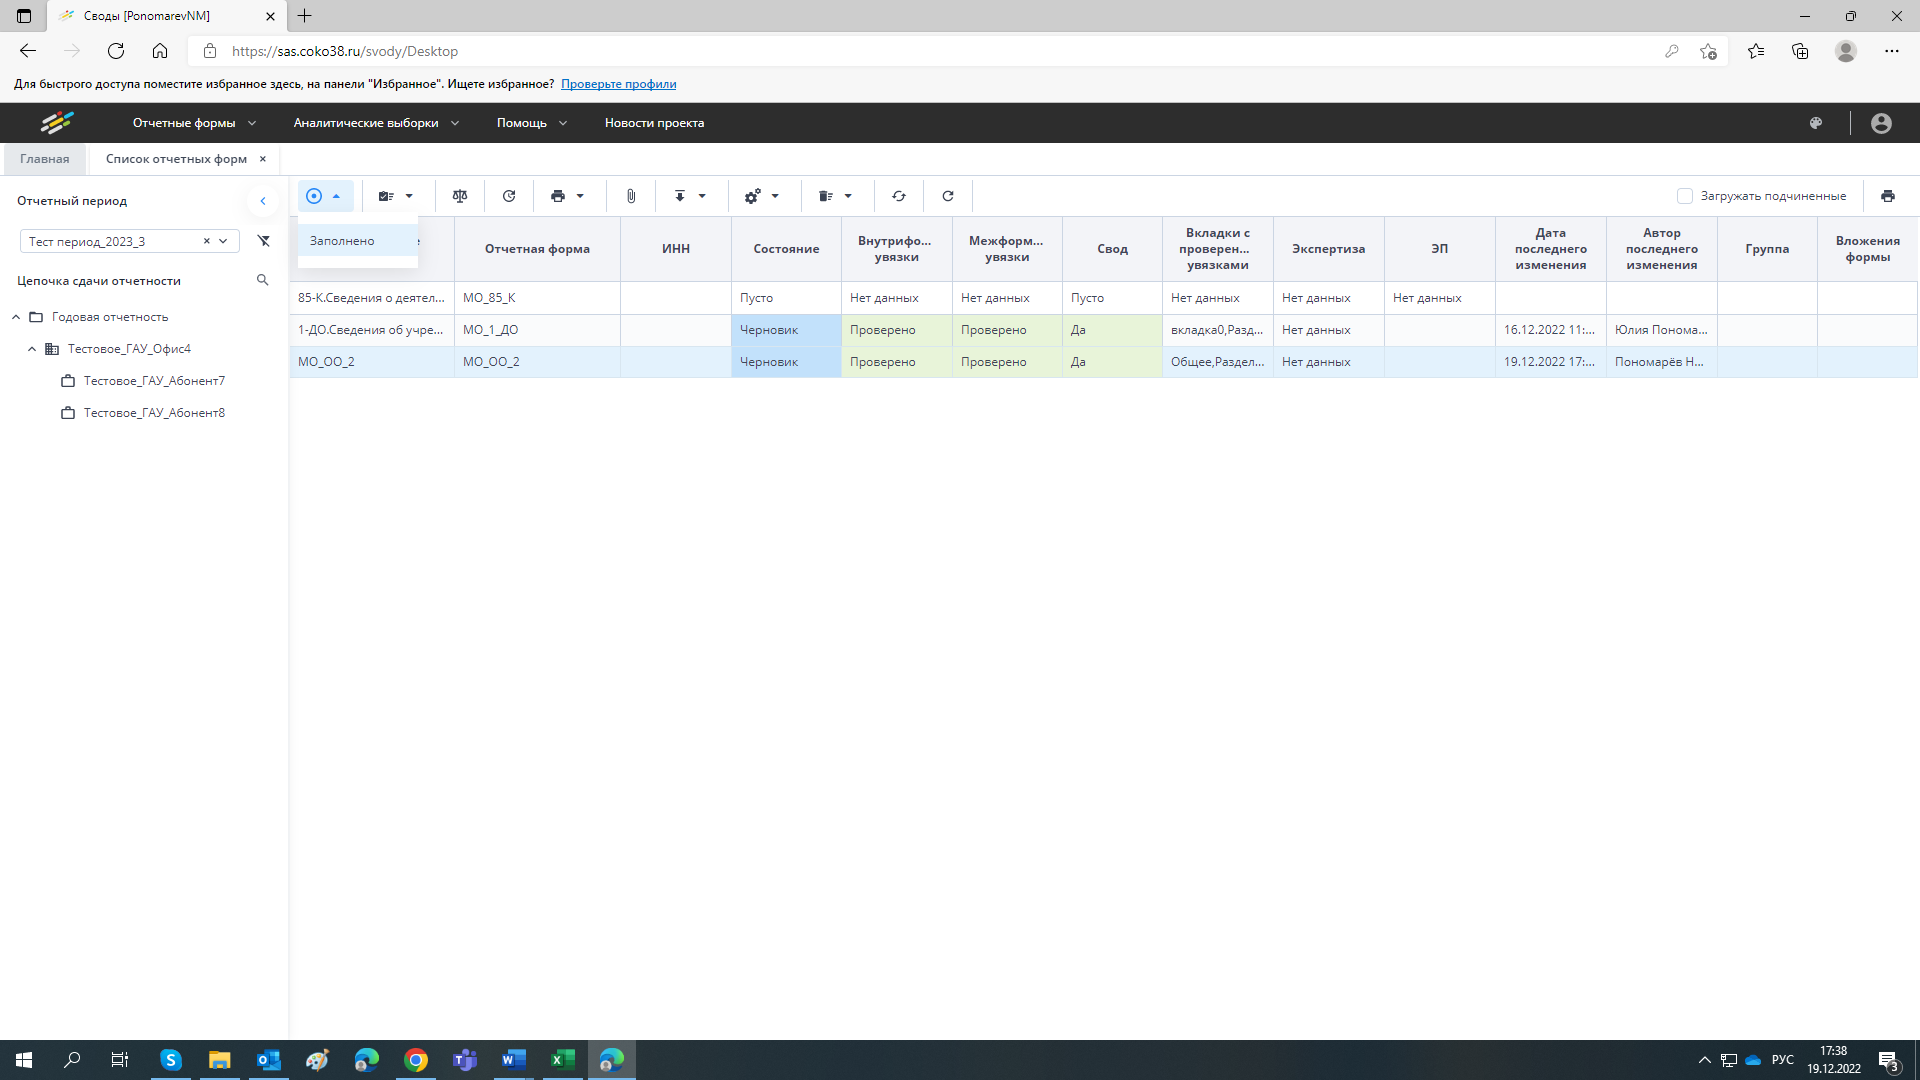 Своды [PonomarevNM]
https://sas.coko38.ru/svody/Desktop
Для быстрого доступа поместите избранное здесь, на панели "Избранное". Ищете избранное? Проверьте профили
Отчетные формы Аналитические выборки Помощь Новости проекта
Главная Список отчетных форм
Отчетный период
Тест период_2023_3
Цепочка сдачи отчетности
Годовая отчетность
Тестовое_ГАУ_Офис4
Тестовое_ГАУ_Абонент7
Тестовое_ГАУ_Абонент8
Загружать подчиненные
Заполнено
Отчетная форма ИНН Состояние Внутрифо... увязки Межформ... увязки Свод Вкладки с проверен... увязками Экспертиза ЭП Дата последнего изменения Автор последнего изменения Группа Вложения формы
85-К.Сведения о деятел... МО_85_К Пусто Нет данных Нет данных Пусто Нет данных Нет данных Нет данных
1-ДО.Сведения об учре... МО_1_ДО Черновик Проверено Проверено Да вкладка0,Разд... Нет данных 16.12.2022 11:... Юлия Понома...
МО_ОО_2 МО_ОО_2 Черновик Проверено Проверено Да Общее,Раздел... Нет данных 19.12.2022 17:... Пономарёв Н...
РУС
17:38
19.12.2022
3